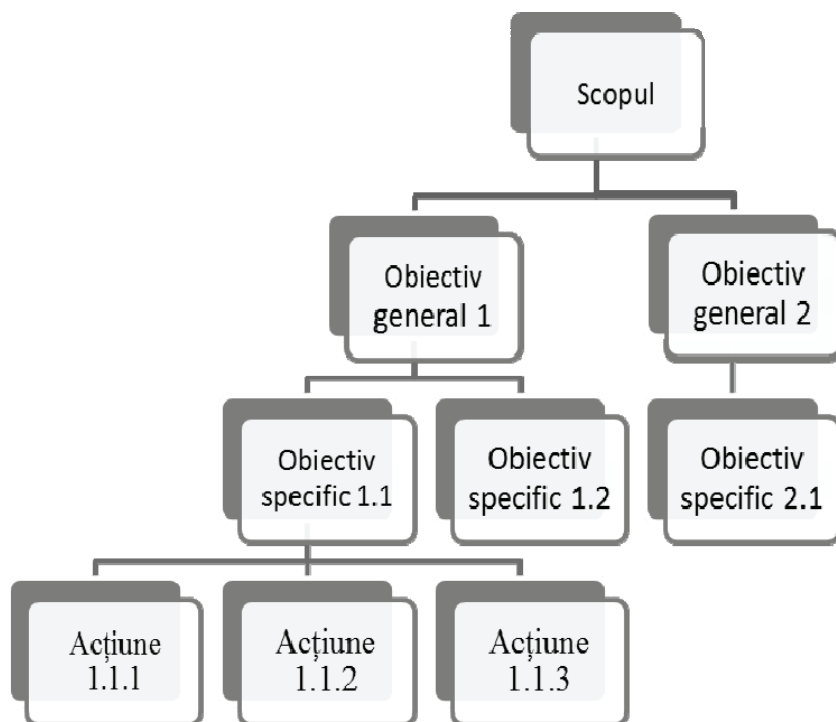 Scopul
Obiectiv
general 1
Obiectiv
general 2
Obiectiv
specific 1.1
Obiectiv
specific 1.2
Obiectiv
specific 2.1
Acțiune
1.1.1
Acțiune
1.1.2
Acțiune
1.1.3